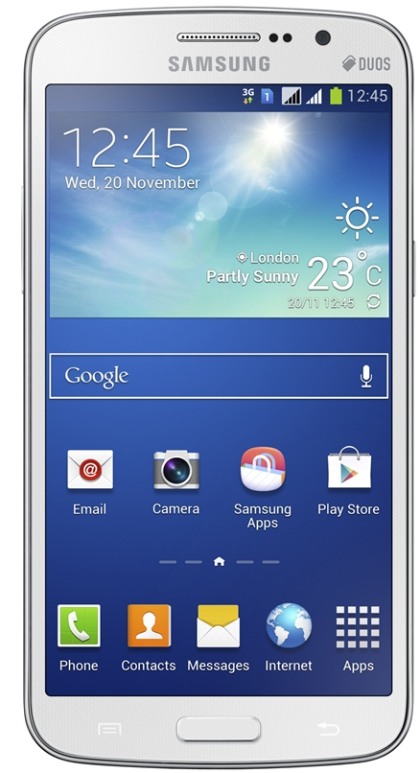 SAMSUNG
DUOS
3G 1 12:45
12:45
Wed, 20 November
London
Partly Sunny
23°C
20/11 12:45
Google
@
Email
Camera
Samsung Apps
Play Store
Phone
Contacts
Messages
Internet
Apps